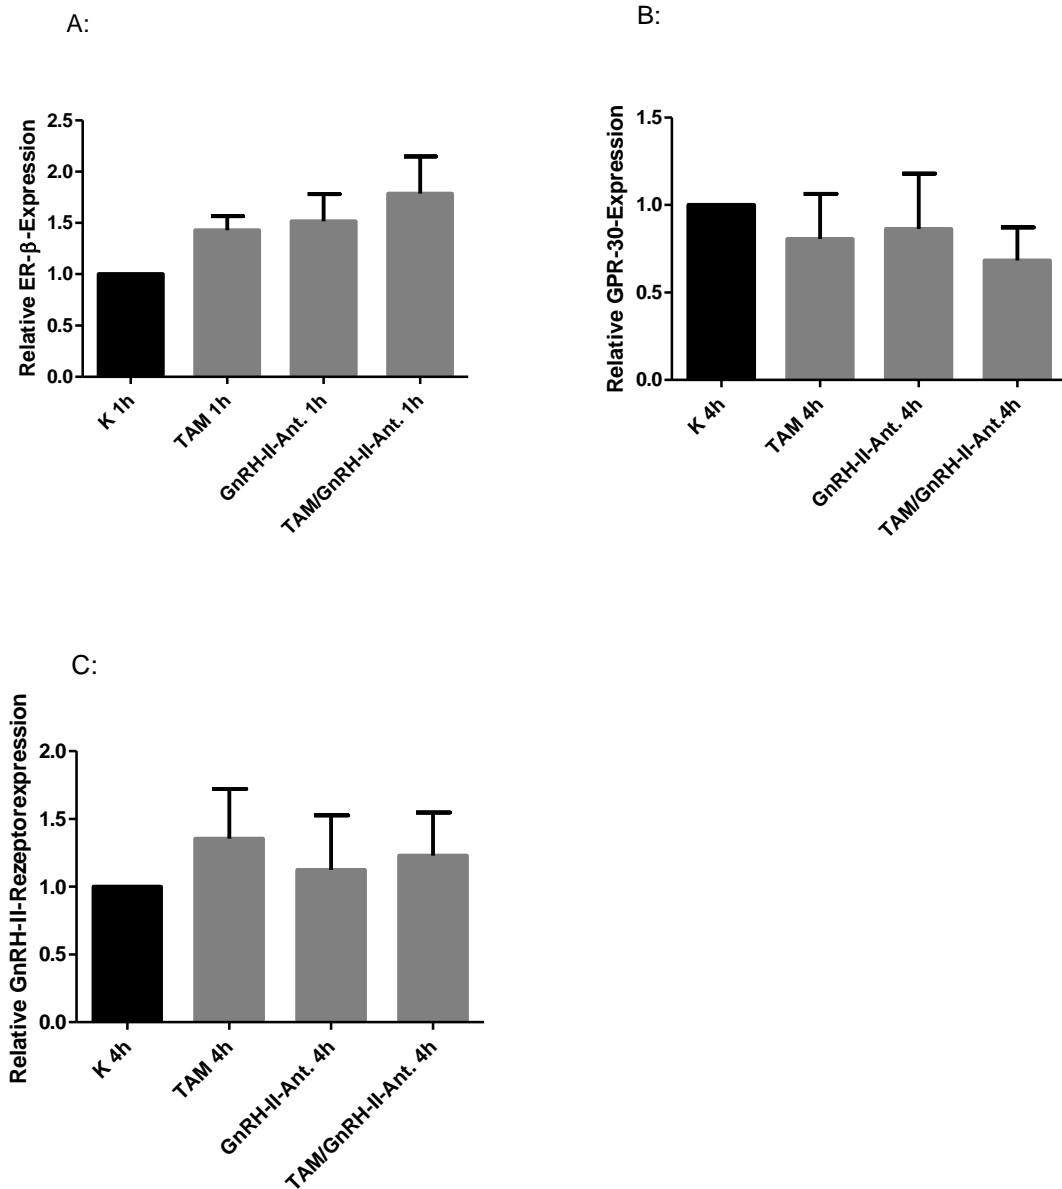 A:
Relative ER-β-Expression
2.5
2.0
1.5
1.0
0.5
0.0
K 1h
TAM 1h
GnRH-II-Ant. 1h
TAM/GnRH-II-Ant. 1h
B:
Relative GPR-30-Expression
1.5
1.0
0.5
0.0
K 4h
TAM 4h
GnRH-II-Ant. 4h
TAM/GnRH-II-Ant.4h
C:
Relative GnRH-II-Rezeptorexpression
2.0
1.5
1.0
0.5
0.0
K 4h
TAM 4h
GnRH-II-Ant. 4h
TAM/GnRH-II-Ant. 4h